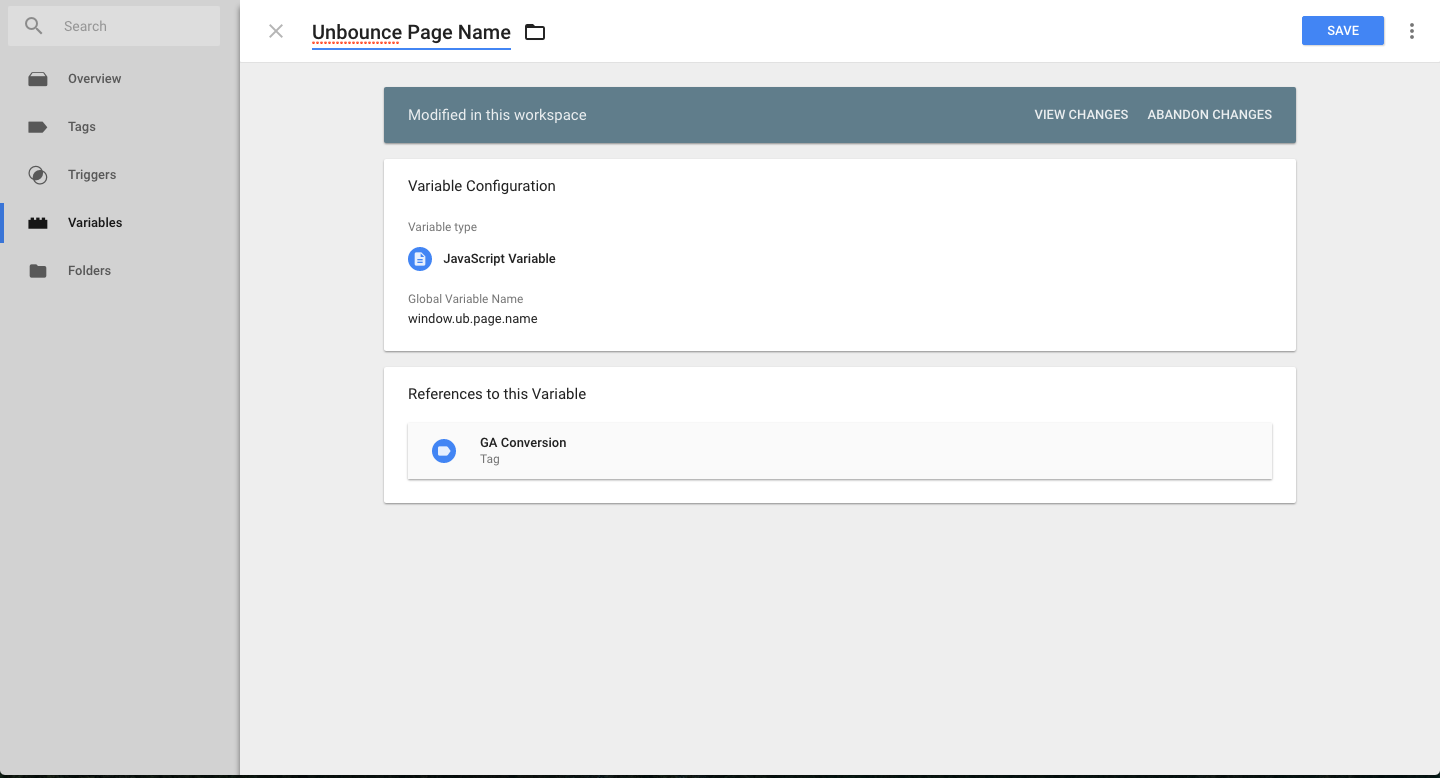 Search
Overview
Tags
Triggers
Variables
Folders
Unbounce Page Name
SAVE
Modified in this workspace
VIEW CHANGES
ABANDON CHANGES
Variable Configuration
Variable type
JavaScript Variable
Global Variable Name
window.ub.page.name
References to this Variable
GA Conversion
Tag